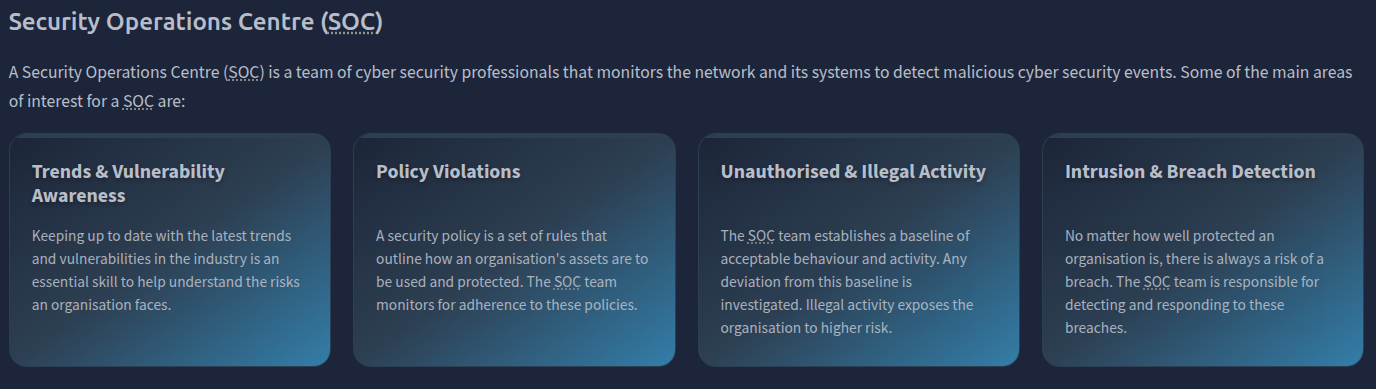 Security Operations Centre (SOC)
A Security Operations Centre (SOC) is a team of cyber security professionals that monitors the network and its systems to detect malicious cyber security events. Some of the main areas
of interest for a SOC are:
Trends & Vulnerability
Awareness
Keeping up to date with the latest trends
and vulnerabilities in the industry is an
essential skill to help understand the risks
an organisation faces.
Policy Violations
A security policy is a set of rules that
outline how an organisation's assets are to
be used and protected. The SOC team
monitors for adherence to these policies.
Unauthorised & Illegal Activity
The SOC team establishes a baseline of
acceptable behaviour and activity. Any
deviation from this baseline is
investigated. Illegal activity exposes the
organisation to higher risk.
Intrusion & Breach Detection
No matter how well protected an
organisation is, there is always a risk of a
breach. The SOC team is responsible for
detecting and responding to these
breaches.